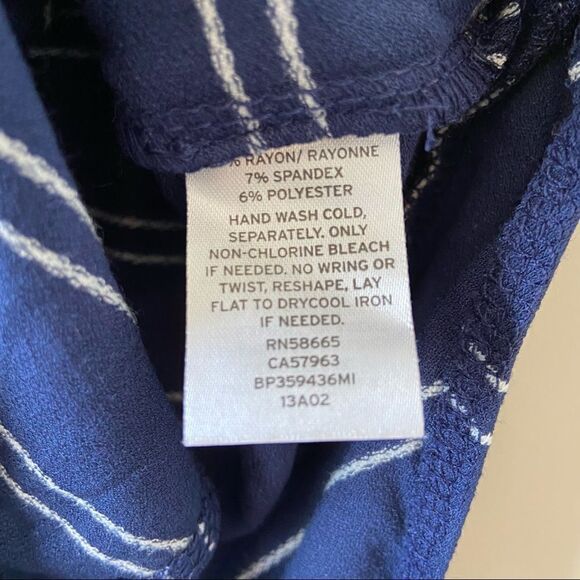 % RAYON/ RAYONNE
7% SPANDEX
6% POLYESTER
HAND WASH COLD,
SEPARATELY. ONLY
NON-CHLORINE BLEACH
IF NEEDED. NO WRING OR
TWIST, RESHAPE, LAY
FLAT TO DRYCOOL IRON
IF NEEDED.
RN58665
CA57963
BP359436MI
13A02